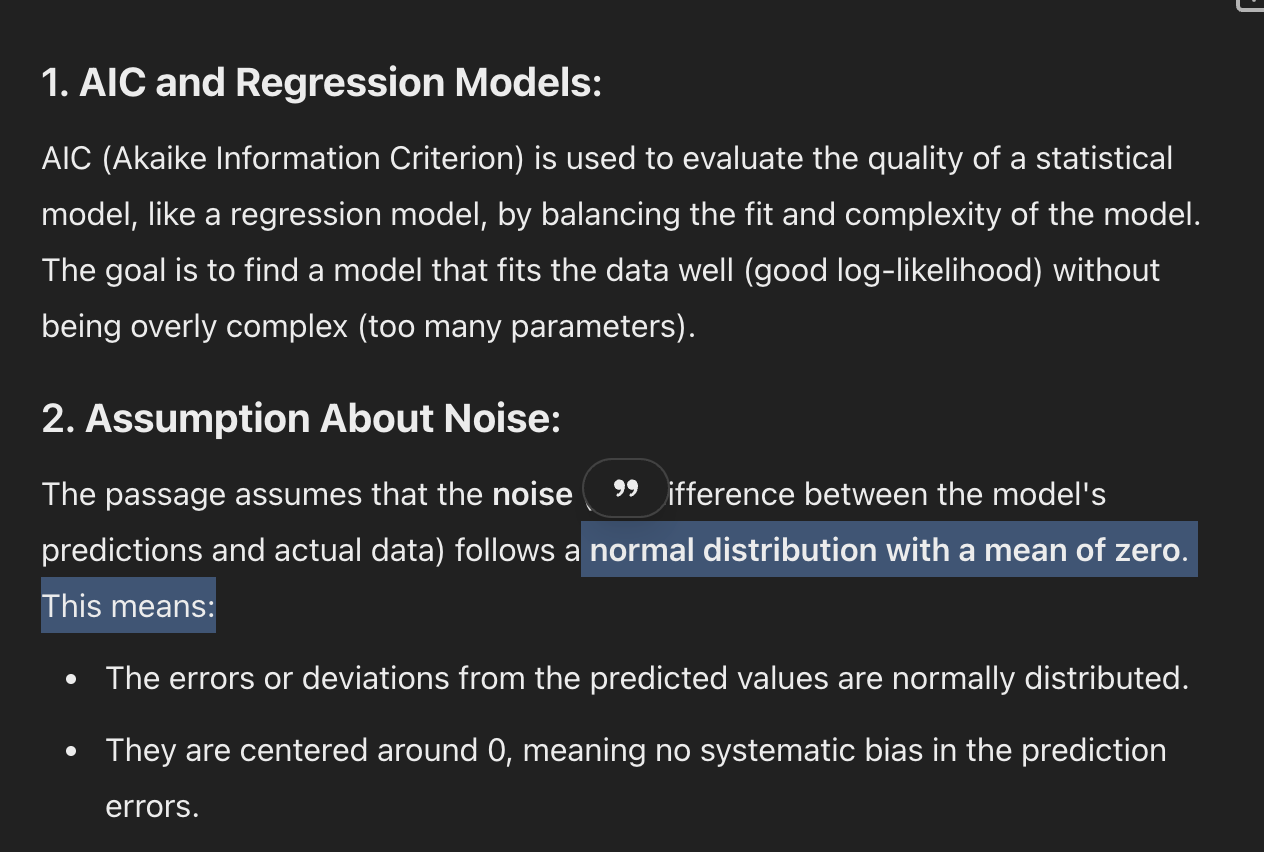 1. AIC and Regression Models:
AIC (Akaike Information Criterion) is used to evaluate the quality of a statistical
model, like a regression model, by balancing the fit and complexity of the model.
The goal is to find a model that fits the data well (good log-likelihood) without
being overly complex (too many parameters).
2. Assumption About Noise:
The passage assumes that the noise ( ifference between the model's
predictions and actual data) follows a normal distribution with a mean of zero.
This means:
• The errors or deviations from the predicted values are normally distributed.
• They are centered around 0, meaning no systematic bias in the prediction
errors.